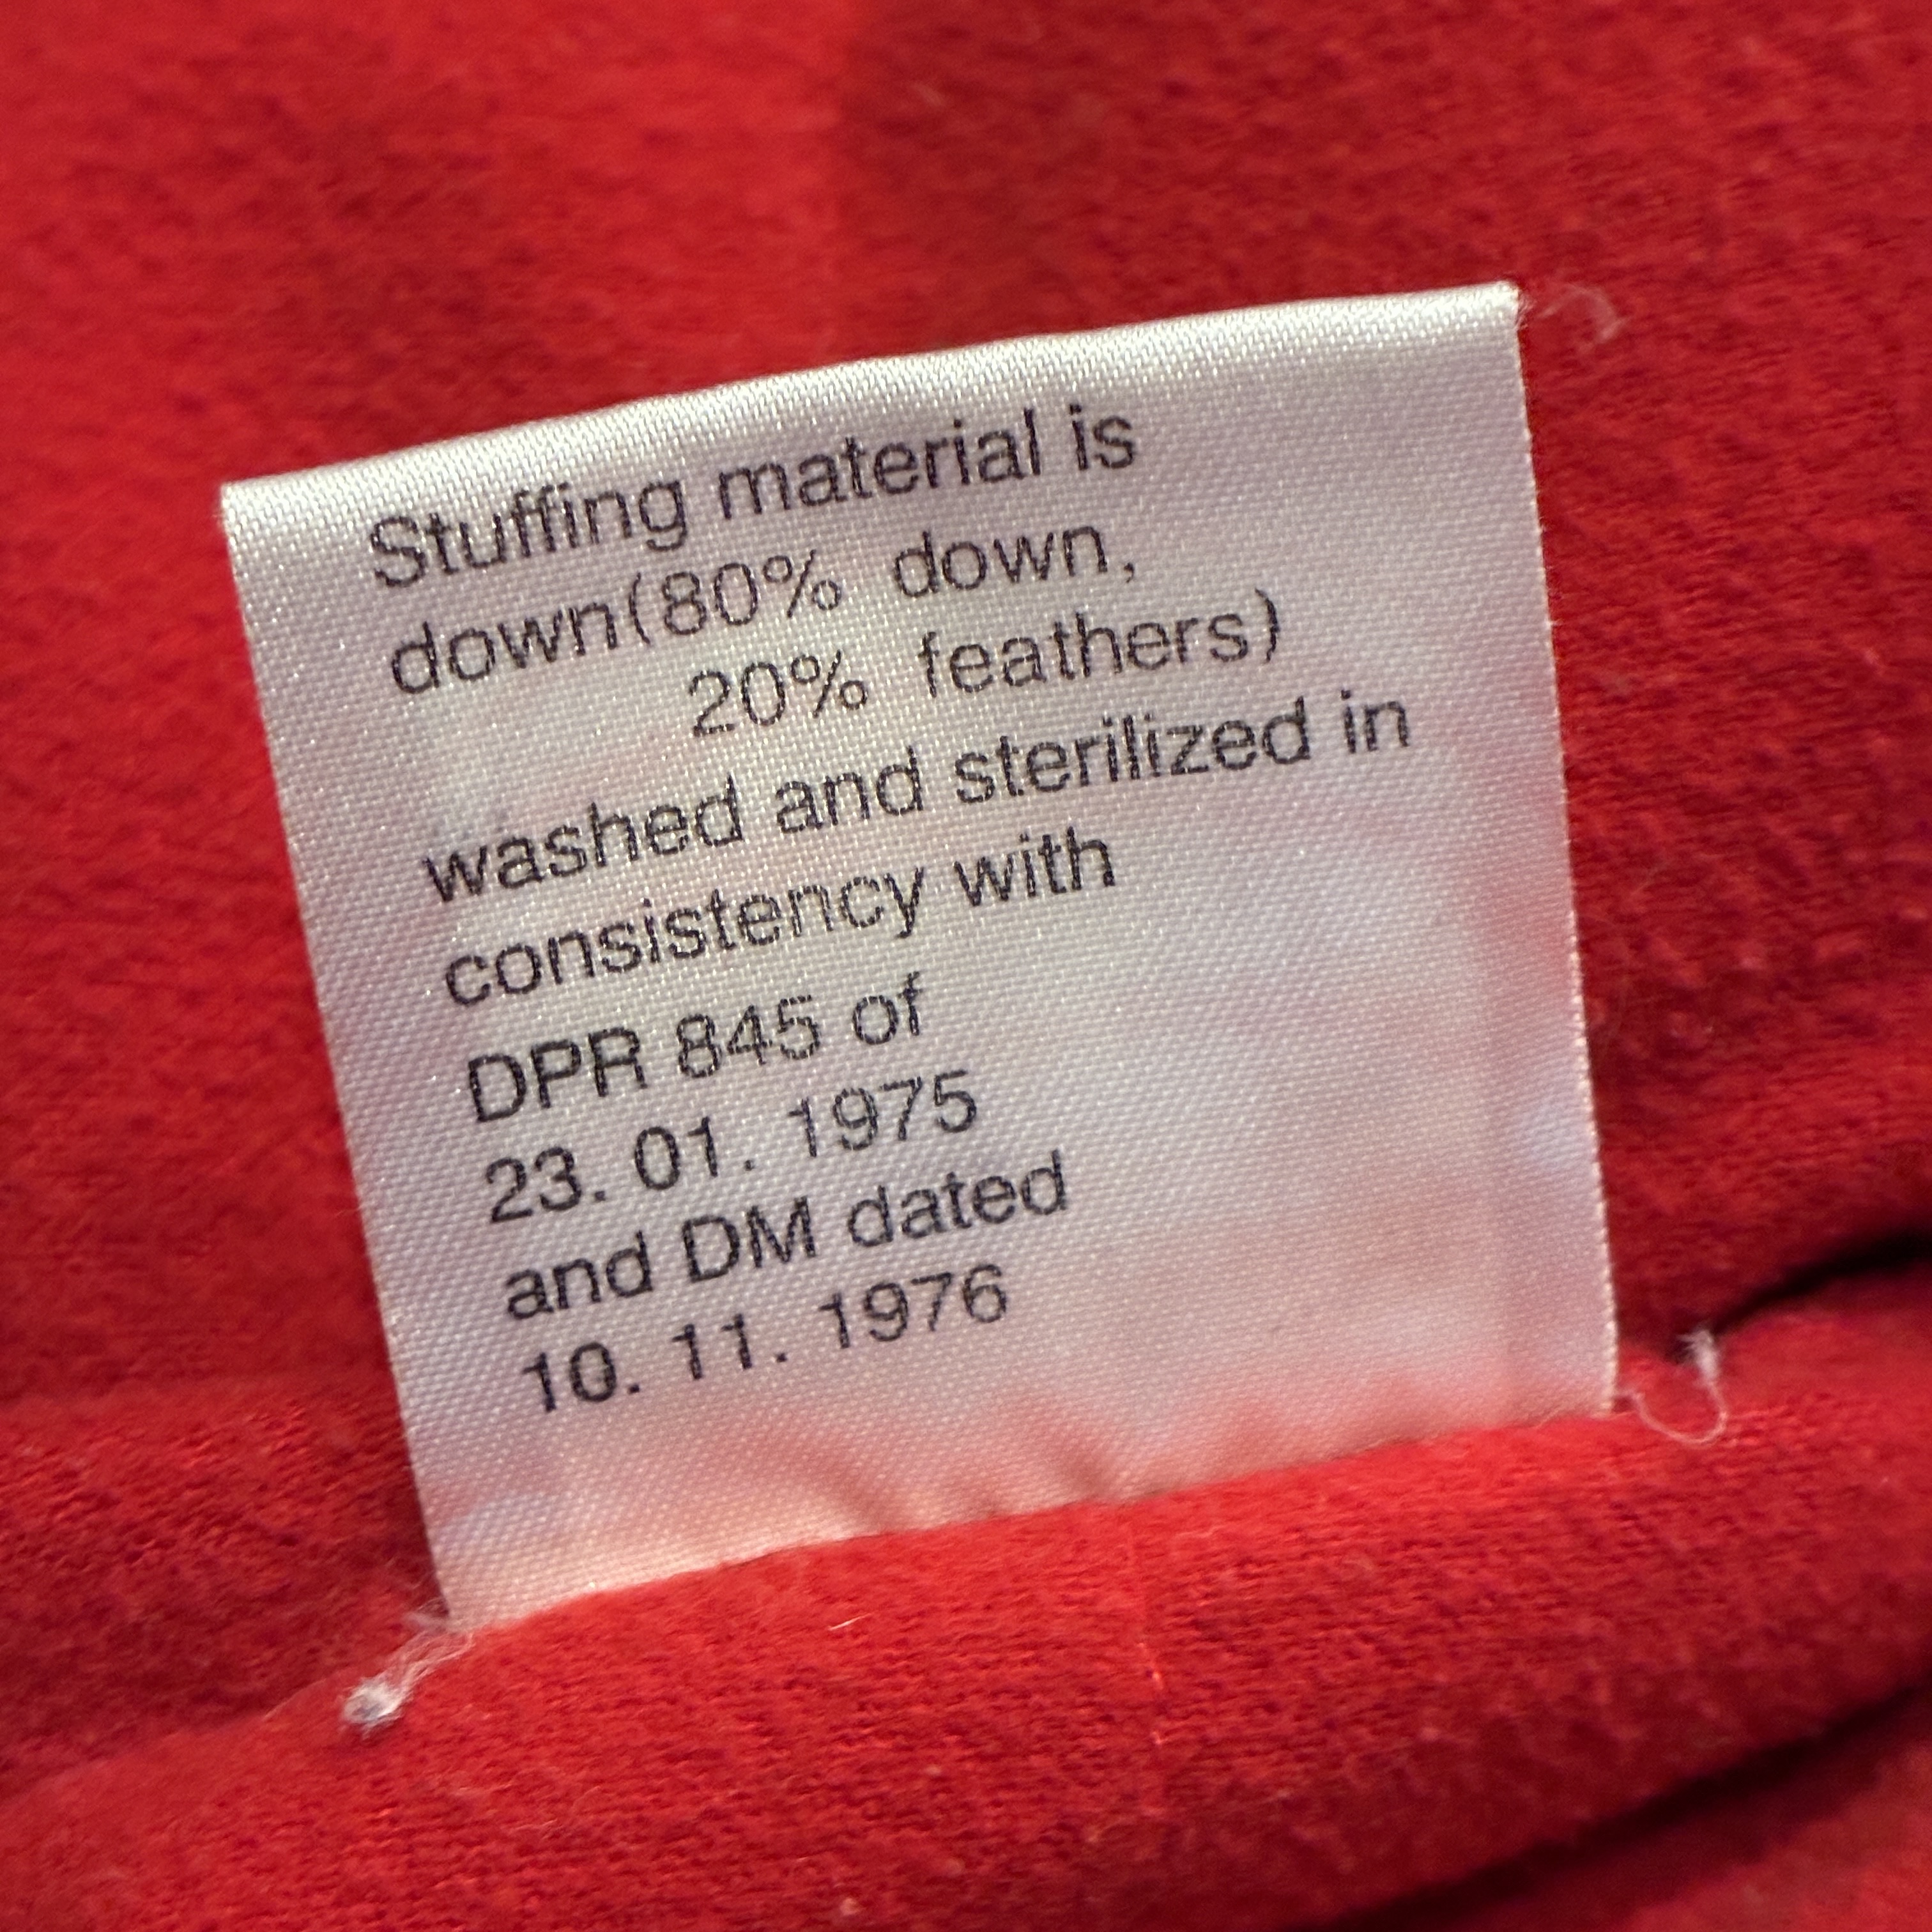 Stuffing material is
down(80% down,
20% feathers)
washed and sterilized in
consistency with
DPR 845 of
23. 01. 1975
and DM dated
10. 11. 1976